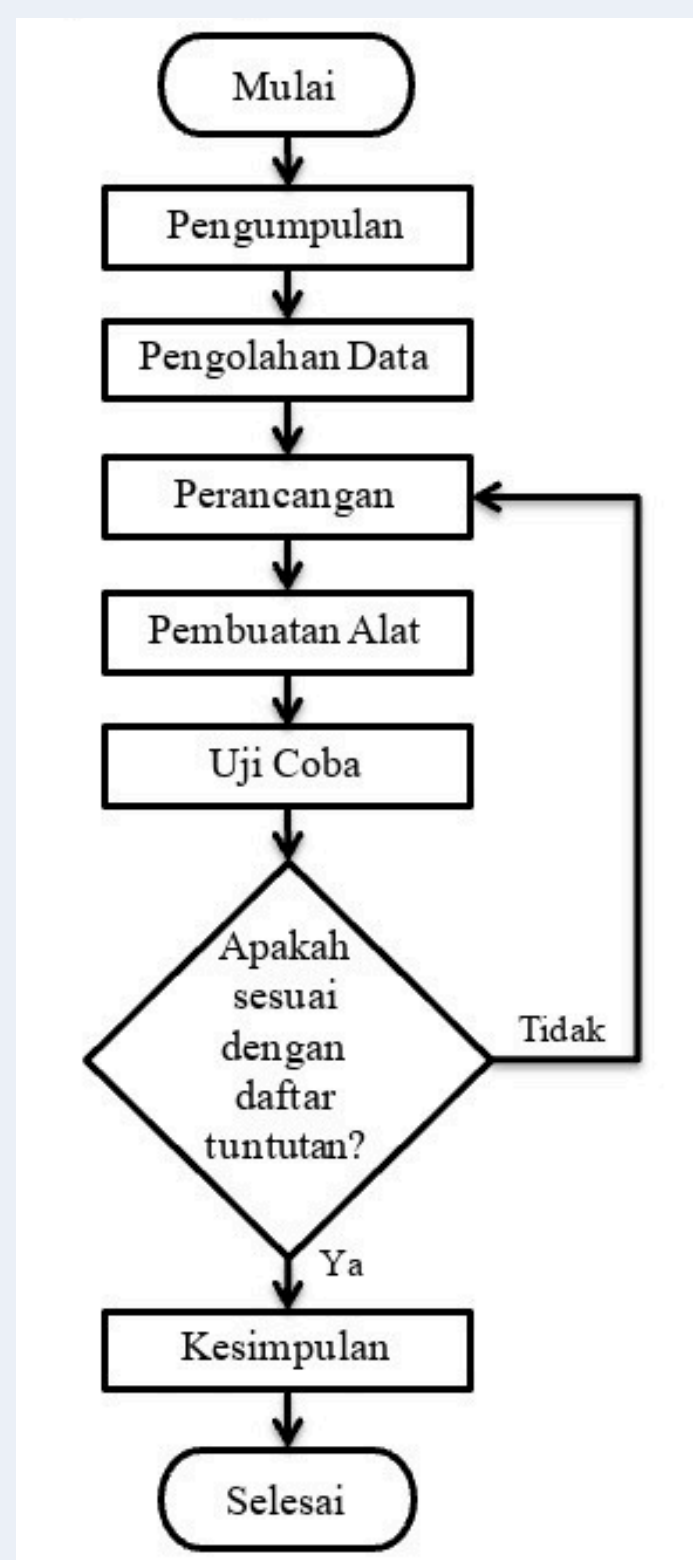 Mulai
Pengumpulan
Pengolahan Data
Perancangan
Pembuatan Alat
Uji Coba
Apakah
sesuai
dengan
daftar
tuntutan?
Tidak
Ya
Kesimpulan
Selesai